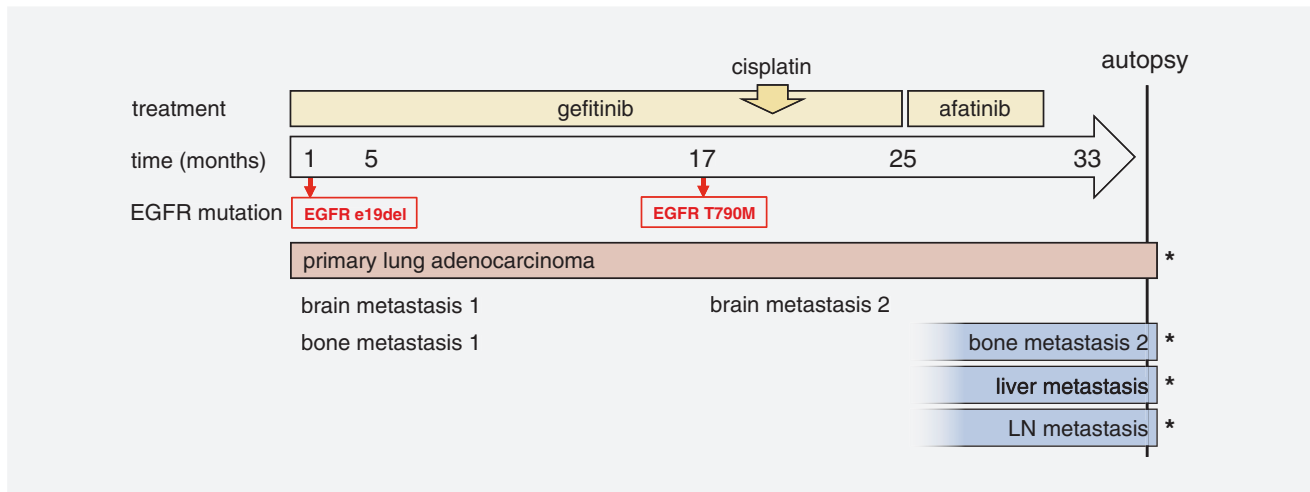 cisplatin
autopsy
treatment
gefitinib
afatinib
time (months)
1
5
17
25
33
EGFR mutation
EGFR e19del
EGFR T790M
primary lung adenocarcinoma
*
brain metastasis 1
brain metastasis 2
bone metastasis 1
bone metastasis 2
*
liver metastasis
*
LN metastasis
*